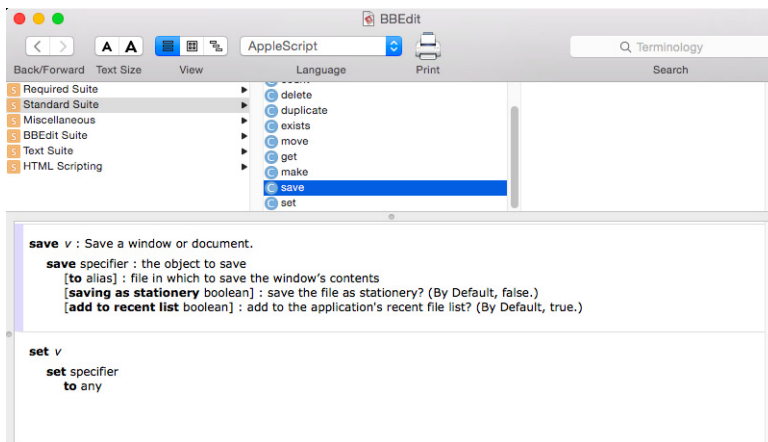 BBEdit
A A
AppleScript
Terminology
Back/Forward Text Size View Language Print Search
Required Suite
Standard Suite
Miscellaneous
BBEdit Suite
Text Suite
HTML Scripting
delete
duplicate
exists
move
get
make
save
set
save v : Save a window or document.
save specifier : the object to save
[to alias] : file in which to save the window’s contents
[saving as stationery boolean] : save the file as stationery? (By Default, false.)
[add to recent list boolean] : add to the application's recent file list? (By Default, true.)
set v
set specifier
to any